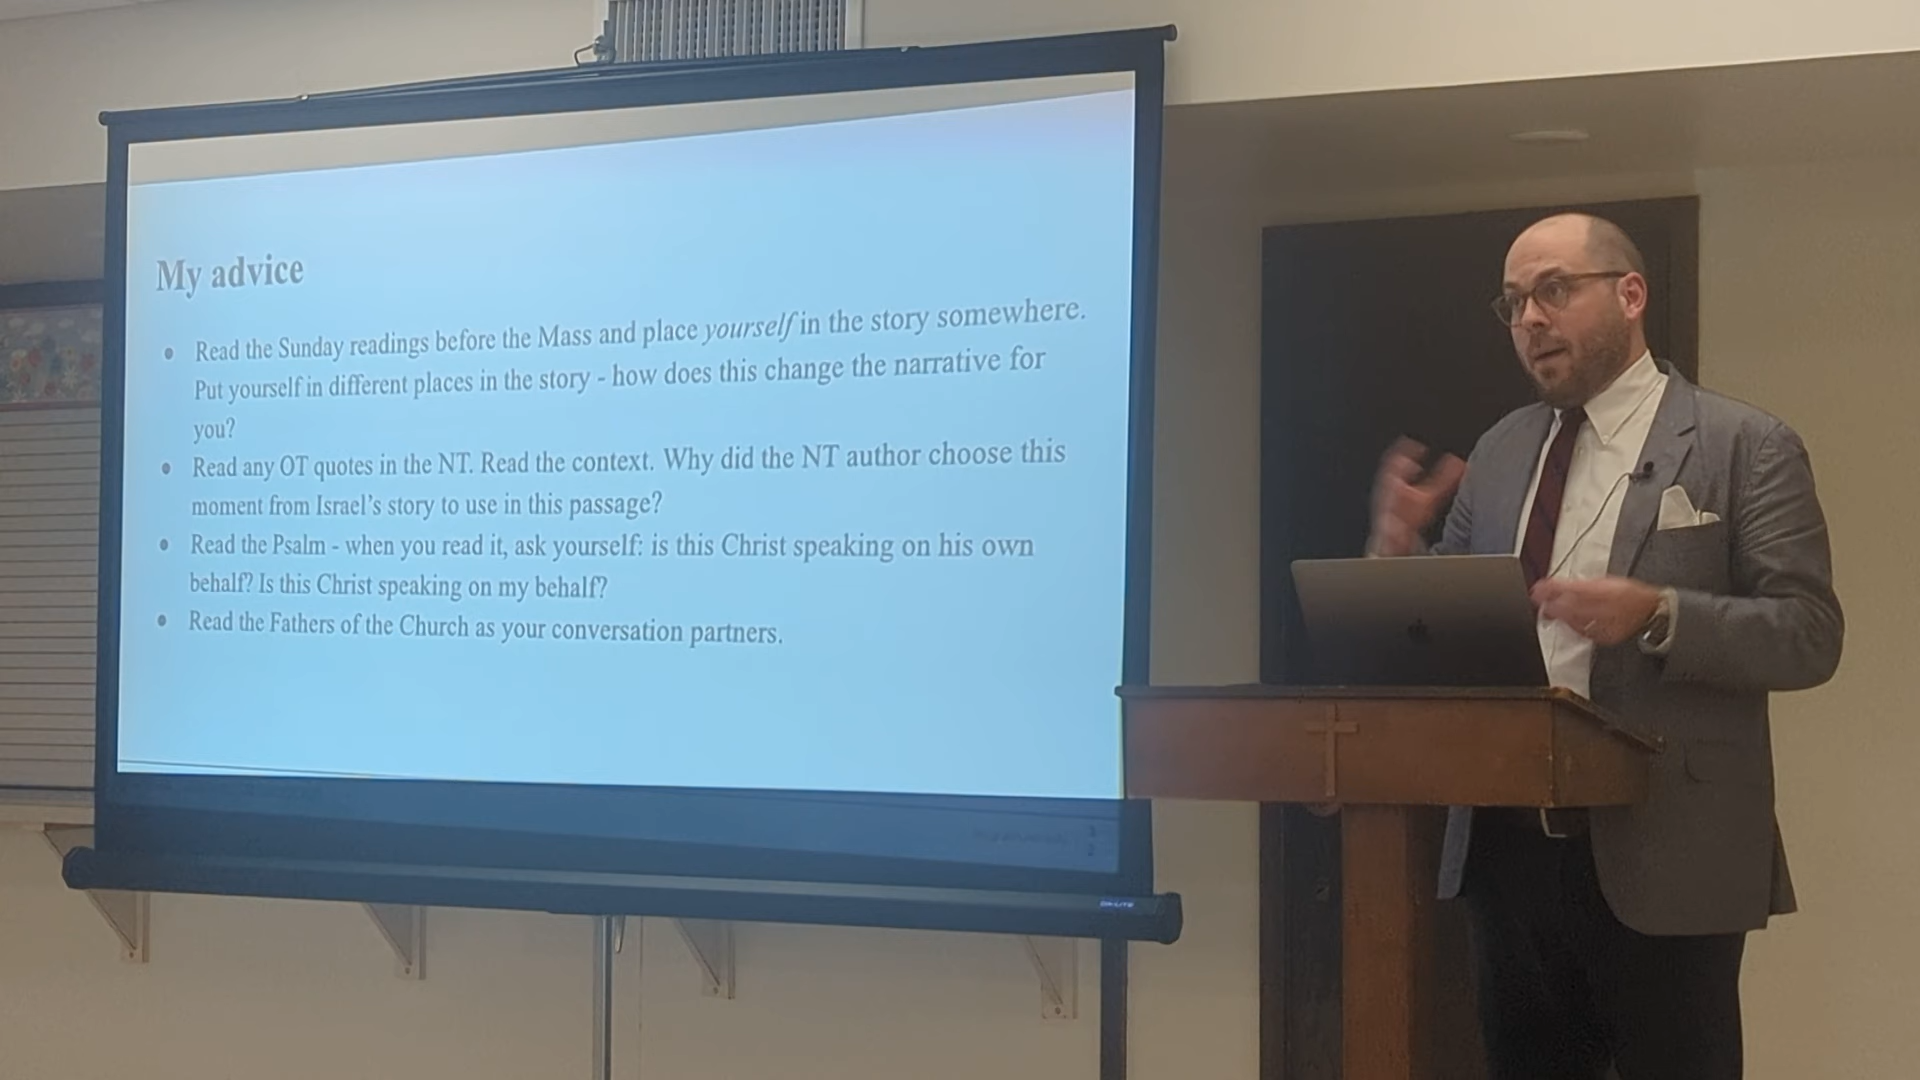 My advice
• Read the Sunday readings before the Mass and place yourself in the story somewhere.
Put yourself in different places in the story - how does this change the narrative for
you?
• Read any OT quotes in the NT. Read the context. Why did the NT author choose this
moment from Israel's story to use in this passage?
• Read the Psalm - when you read it, ask yourself: is this Christ speaking on his own
behalf? Is this Christ speaking on my behalf?
• Read the Fathers of the Church as your conversation partners.
DA-LITE